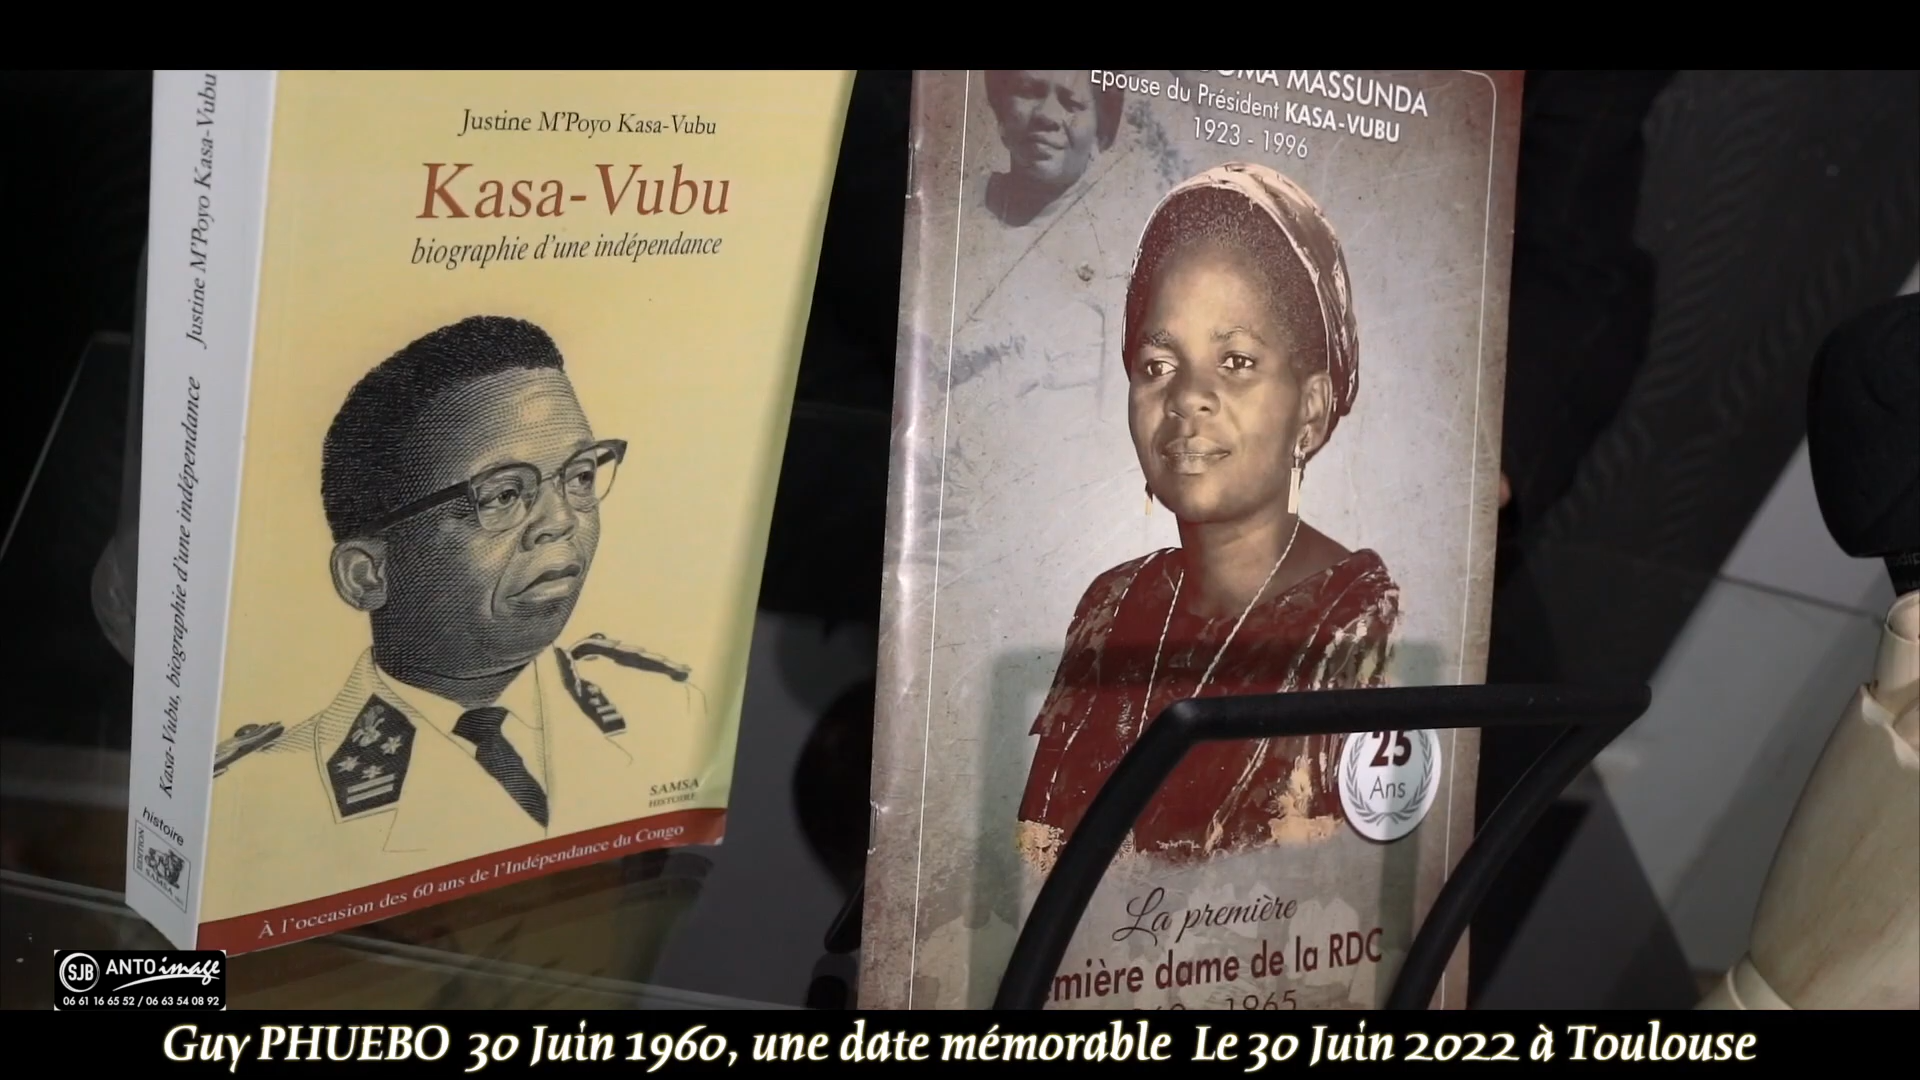 Justine M'Poyo Kasa-Vubu
Kasa-Vubu
biographie d'une indépendance
SAMSA
HISTOIRE
À l'occasion des 60 ans de l'Indépendance du Congo
Kasa-Vubu, biographie d'une indépendance Justine M'Poyo Kasa-Vubu
histoire
SAMSA
MASSUNDA
Epouse du Président KASA-VUBU
1923 - 1996
25
Ans
La première
dame de la RDC
1965
SJB ANTO image
06 61 16 65 52 / 06 63 54 08 92
Guy PHUEBO 30 Juin 1960, une date mémorable Le 30 Juin 2022 à Toulouse